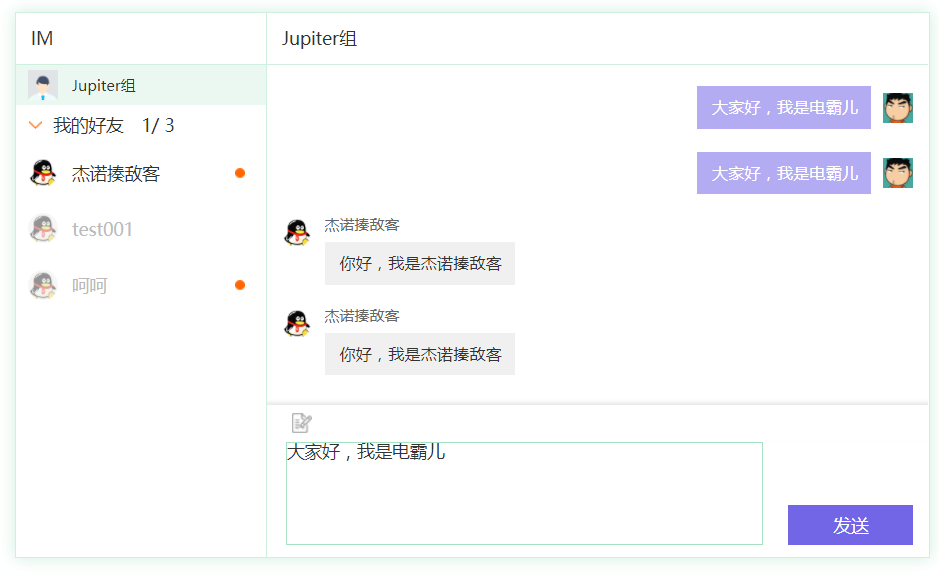 IM
Jupiter组
Jupiter组
我的好友 1/ 3
杰诺揍敌客
test001
呵呵
大家好，我是电霸儿
大家好，我是电霸儿
杰诺揍敌客
你好，我是杰诺揍敌客
杰诺揍敌客
你好，我是杰诺揍敌客
大家好，我是电霸儿
发送